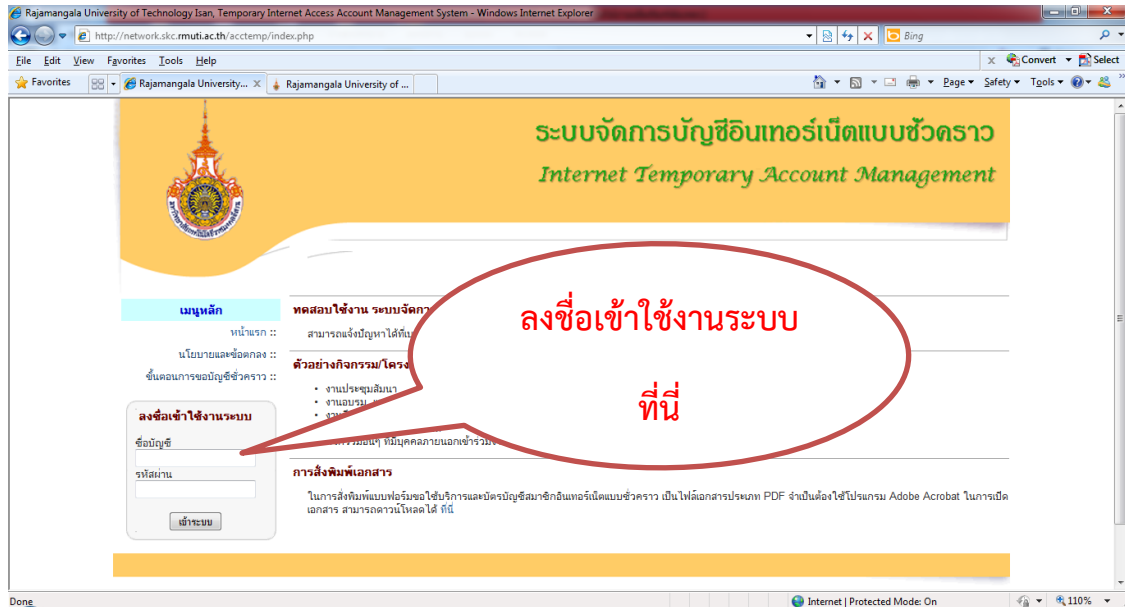 Rajamangala University of Technology Isan, Temporary Internet Access Account Management System - Windows Internet Explorer
http://network.skc.rmuti.ac.th/acctemp/index.php
Bing
File Edit View Favorites Tools Help
x Convert Select
Favorites
Rajamangala University... X
Rajamangala University of ...
Page Safety Tools
ระบบจัดการบัญชีอินเทอร์เน็ตแบบชั่วคราว
Internet Temporary Account Management
เมนูหลัก
หน้าแรก ::
นโยบายและข้อตกลง ::
ขั้นตอนการขอบัญชีชั่วคราว ::
ลงชื่อเข้าใช้งานระบบ
ชื่อบัญชี
รหัสผ่าน
เข้าระบบ
ทดสอบใช้งาน ระบบจัดกา
สามารถแจ้งปัญหาได้ที่เบ
ตัวอย่างกิจกรรม/โครง
• งานประชุมสัมนา
• งานอบรม
ลงชื่อเข้าใช้งานระบบ
ที่นี่
ที่มีบุคคลภายนอกเข้าร่วม
การสั่งพิมพ์เอกสาร
ในการสั่งพิมพ์แบบฟอร์มขอใช้บริการและบัตรบัญชีสมาชิกอินเทอร์เน็ตแบบชั่วคราว เป็นไฟล์เอกสารประเภท PDF จำเป็นต้องใช้โปรแกรม Adobe Acrobat ในการเปิด
เอกสาร สามารถดาวน์โหลดได้ ที่นี่
Done
Internet | Protected Mode: On
110%